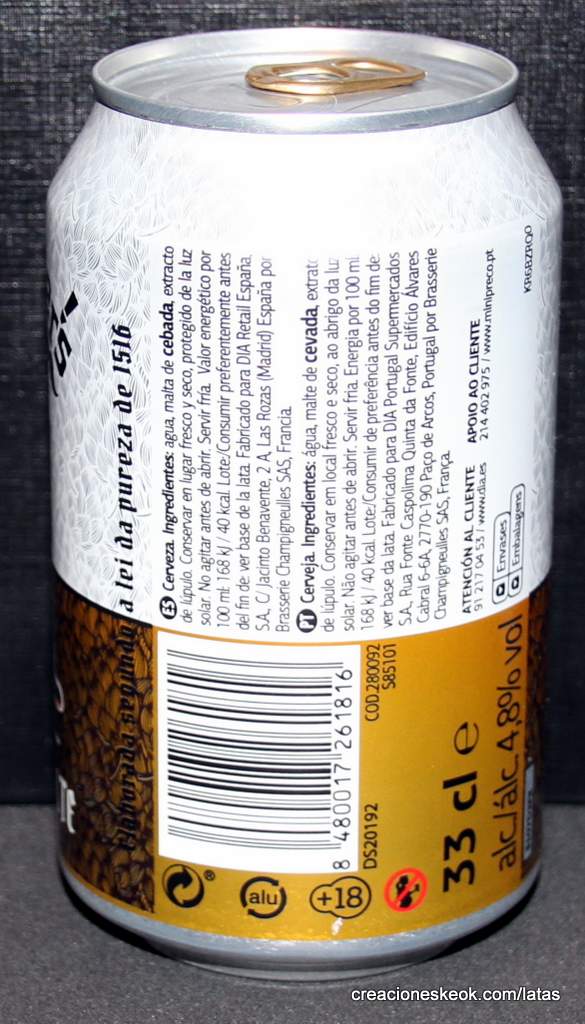 a lei da pureza de 1516
Elaborada segundo
ES Cerveza. Ingredientes: agua, malta de cebada, extracto
de lúpulo. Conservar en lugar fresco y seco, protegido de la luz
solar. No agitar antes de abrir. Servir fría. Valor energético por
100 ml: 168 kJ / 40 kcal. Lote/Consumir preferentemente antes
del fin de: ver base de la lata. Fabricado para DIA Retail España,
S.A., C/ Jacinto Benavente, 2 A, Las Rozas (Madrid) España por
Brasserie Champigneulles SAS, Francia.
PT Cerveja. Ingredientes: água, malte de cevada, extrato
de lúpulo. Conservar em local fresco e seco, ao abrigo da luz
solar. Não agitar antes de abrir. Servir fria. Energia por 100 ml:
168 kJ / 40 kcal. Lote/Consumir de preferência antes do fim de:
ver base da lata. Fabricado para DIA Portugal Supermercados
S.A., Rua Fonte Caspolima Quinta da Fonte, Edifício Álvares
Cabral 6-6A, 2770-190 Paço de Arcos, Portugal por Brasserie
Champigneulles SAS, França.
ATENCIÓN AL CLIENTE
91 217 04 53 / www.dia.es
APOIO AO CLIENTE
214 402 975 / www.minipreco.pt
Envases
Embalagens
KR6BZRQO
8 480017 261816
DS20192
COD.280092
585101
alu
+18
33 cl e
alc/álc 4,8% vol
creacioneskeok.com/latas